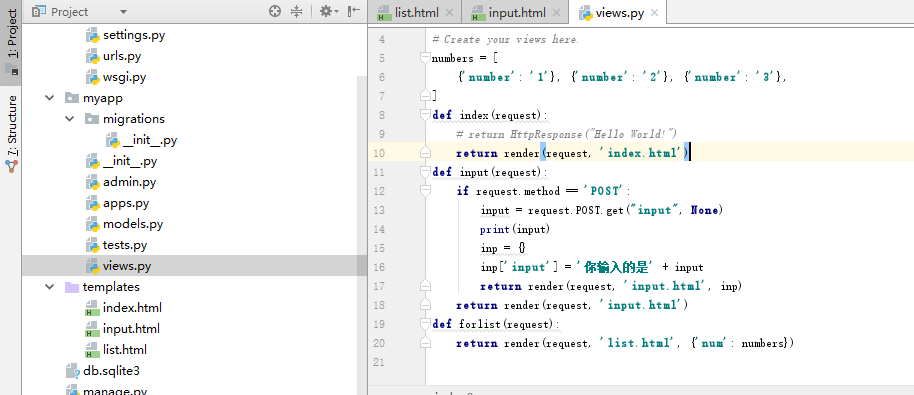 1: Project
7: Structure
Project
settings.py
urls.py
wsgi.py
myapp
migrations
__init__.py
__init__.py
admin.py
apps.py
models.py
tests.py
views.py
templates
index.html
input.html
list.html
db.sqlite3
manage.py
list.html
input.html
views.py
4 # Create your views here.
5 numbers = [
6 {'number': '1'}, {'number': '2'}, {'number': '3'},
7 ]
8 def index(request):
9 # return HttpResponse("Hello World!")
10 return render(request, 'index.html')
11 def input(request):
12 if request.method == 'POST':
13 input = request.POST.get("input", None)
14 print(input)
15 inp = {}
16 inp['input'] = '你输入的是' + input
17 return render(request, 'input.html', inp)
18 return render(request, 'input.html')
19 def forlist(request):
20 return render(request, 'list.html', {'num': numbers})
21